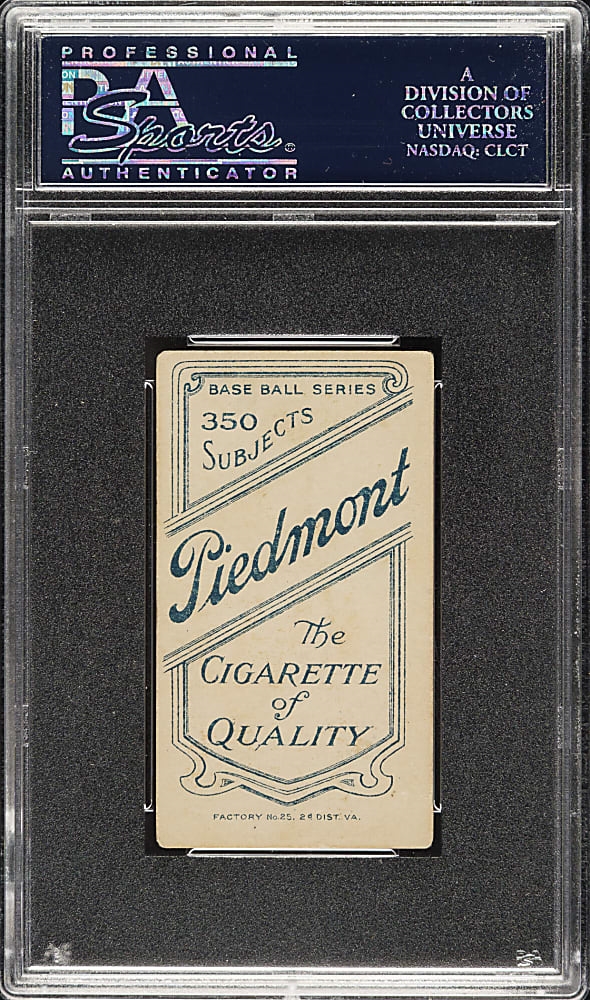 PROFESSIONAL
PSA
Sports
®
AUTHENTICATOR
A
DIVISION OF
COLLECTORS
UNIVERSE
NASDAQ: CLCT
BASE BALL SERIES
350
SUBJECTS
Piedmont
The
CIGARETTE
of
QUALITY
FACTORY No. 25, 2d DIST. VA.